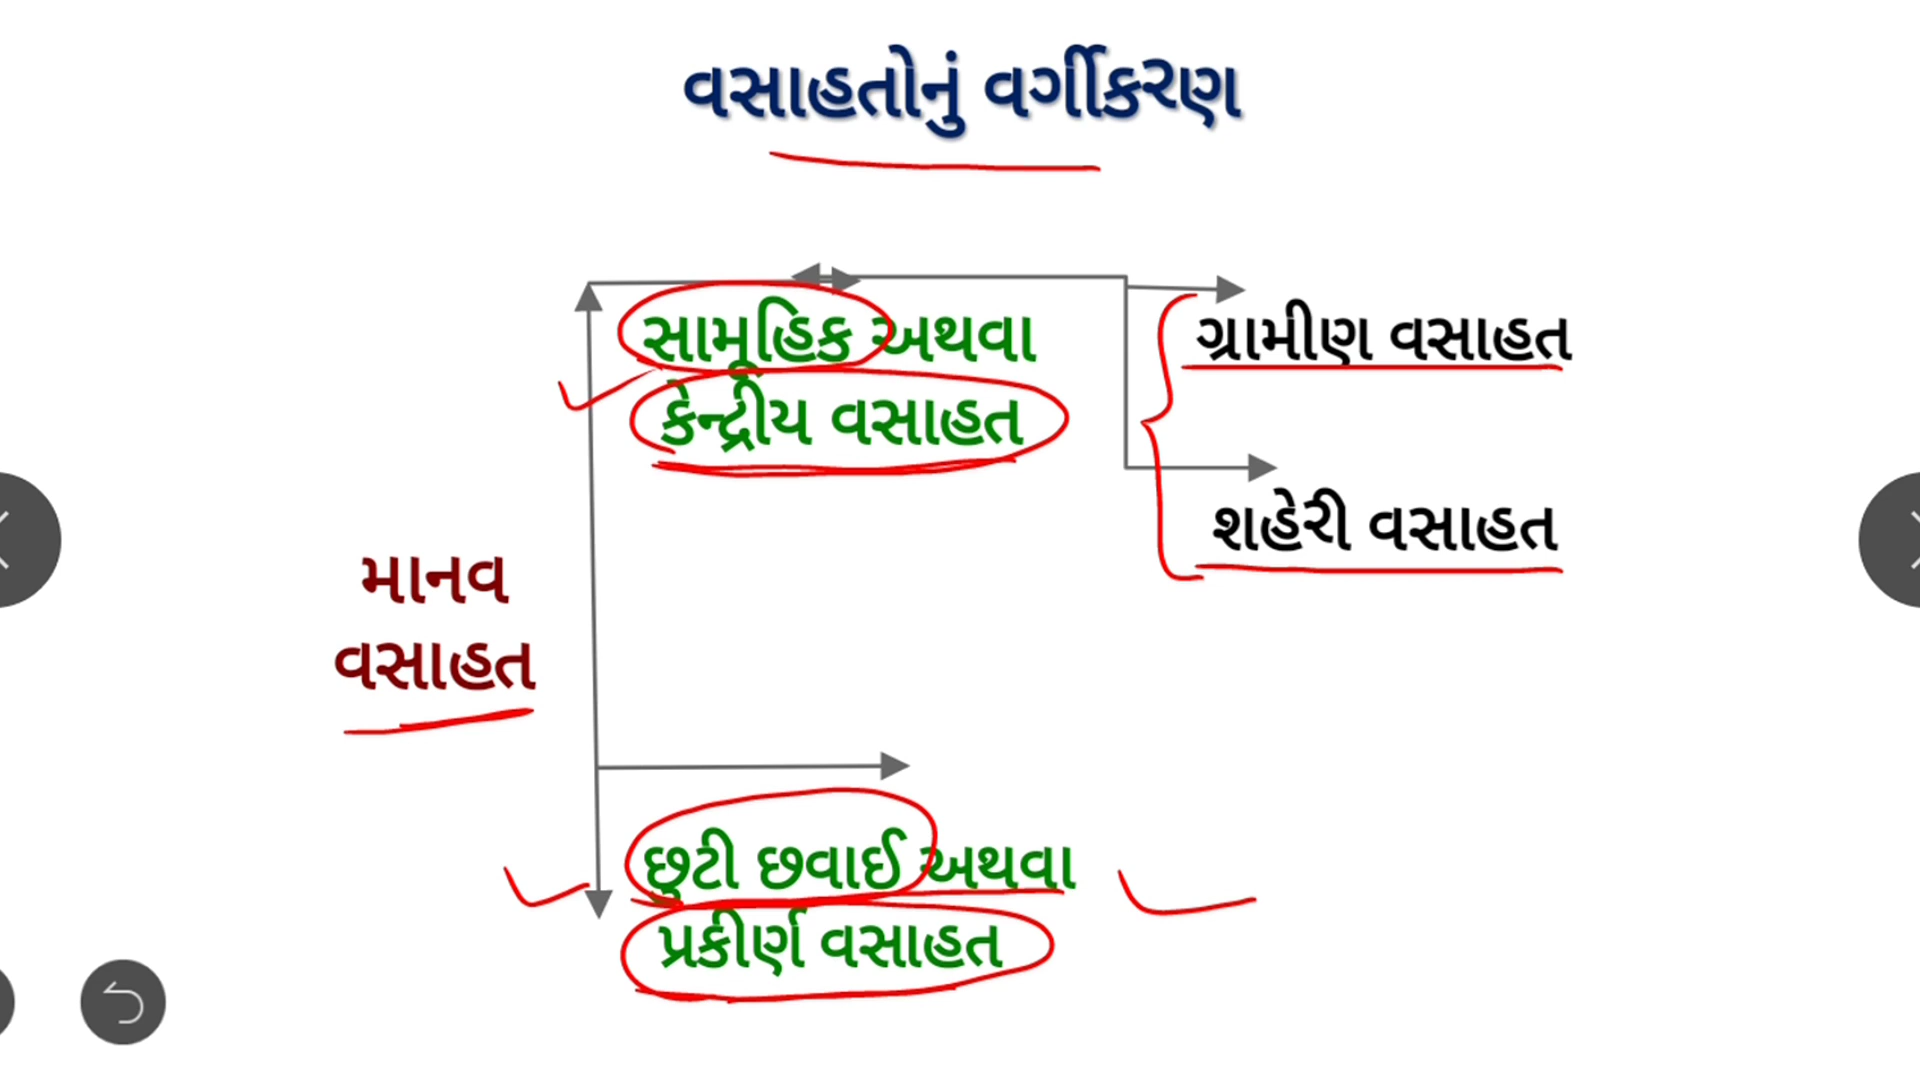 વસાહતોનું વર્ગીકરણ
સામૂહિક અથવા
કેન્દ્રીય વસાહત
ગ્રામીણ વસાહત
શહેરી વસાહત
માનવ
વસાહત
છુટી છવાઈ અથવા
પ્રકીર્ણ વસાહત